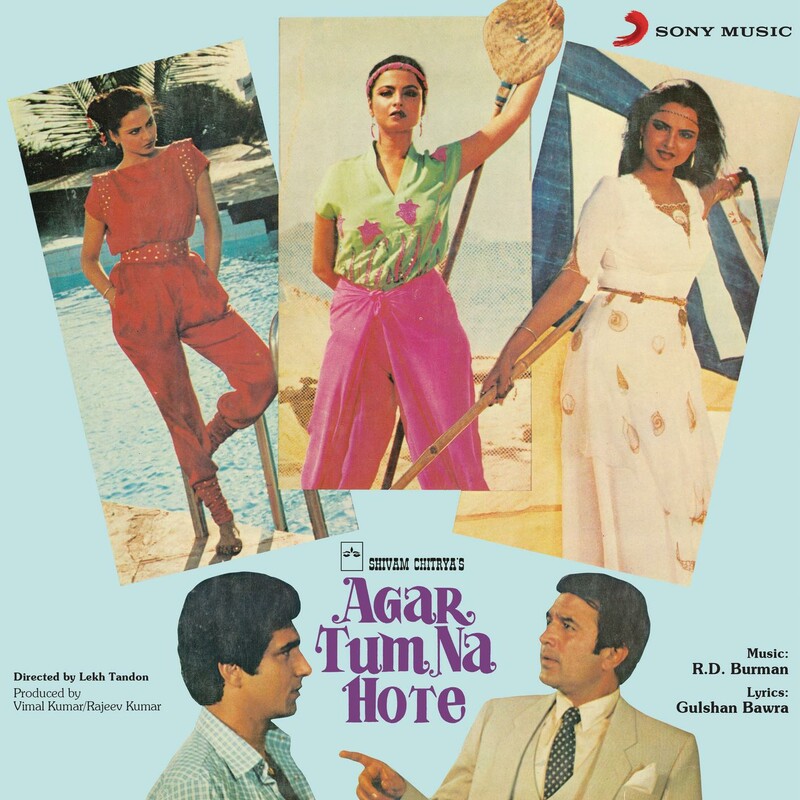 SONY MUSIC
SHIVAM CHITRYA'S
AGAR
TUM NA
HOTE
Directed by Lekh Tandon
Produced by
Vimal Kumar/Rajeev Kumar
Music:
R.D. Burman
Lyrics:
Gulshan Bawra